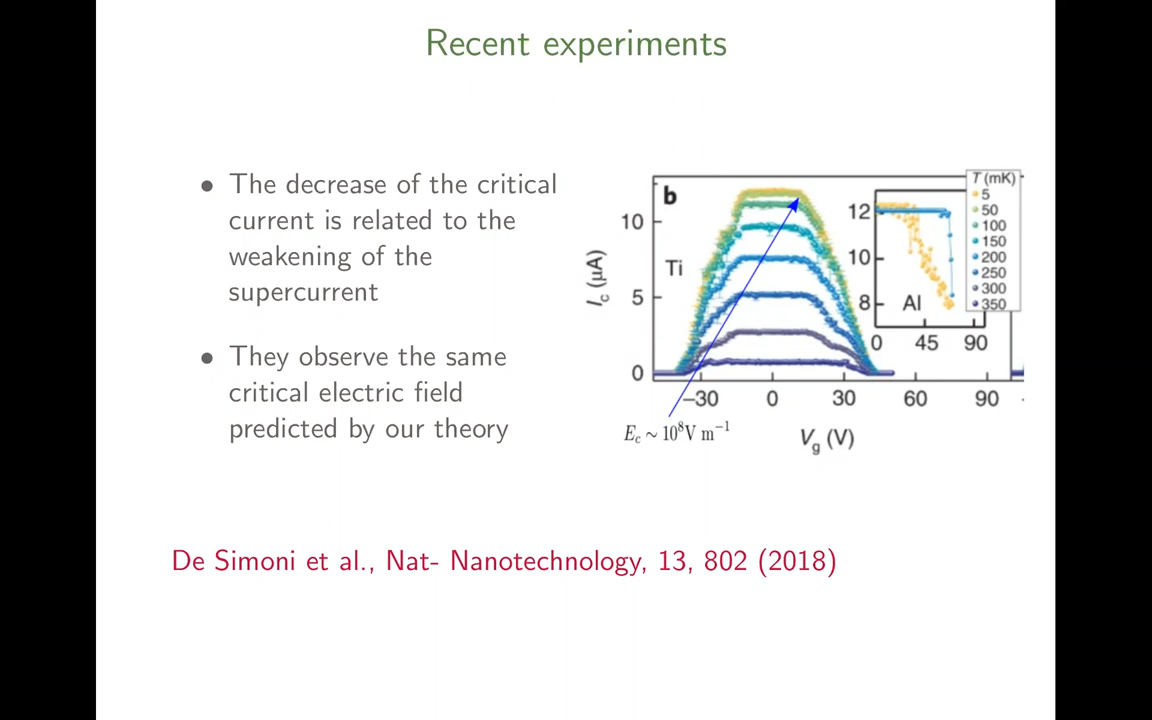 Recent experiments
• The decrease of the critical
current is related to the
weakening of the
supercurrent
• They observe the same
critical electric field
predicted by our theory
b
Ti
I_c (μA)
10
5
0
−30 0 30 60 90
V_g (V)
E_c ∼ 10⁸V m⁻¹
12
10
8
Al
0 45 90
T (mK)
5
50
100
150
200
250
300
350
De Simoni et al., Nat- Nanotechnology, 13, 802 (2018)